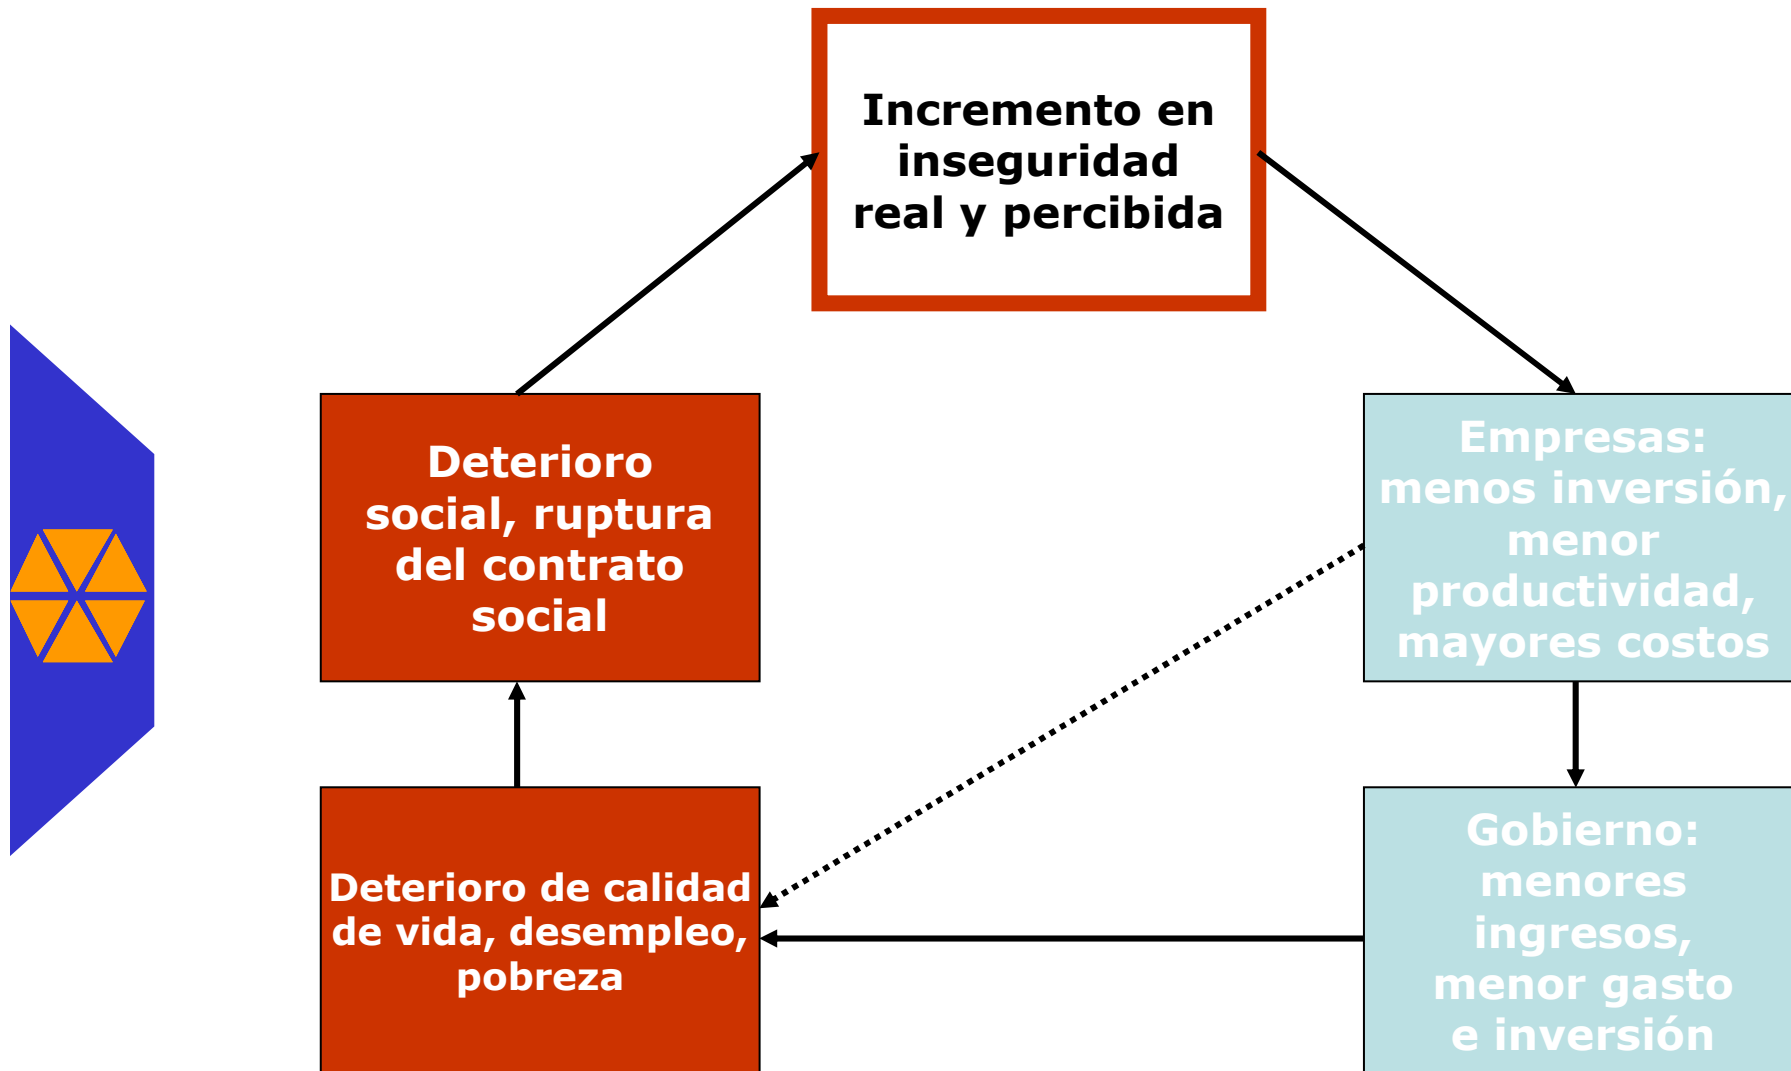 Incremento en
inseguridad
real y percibida
Deterioro
social, ruptura
del contrato
social
Empresas:
menos inversión,
menor
productividad,
mayores costos
Deterioro de calidad
de vida, desempleo,
pobreza
Gobierno:
menores
ingresos,
menor gasto
e inversión